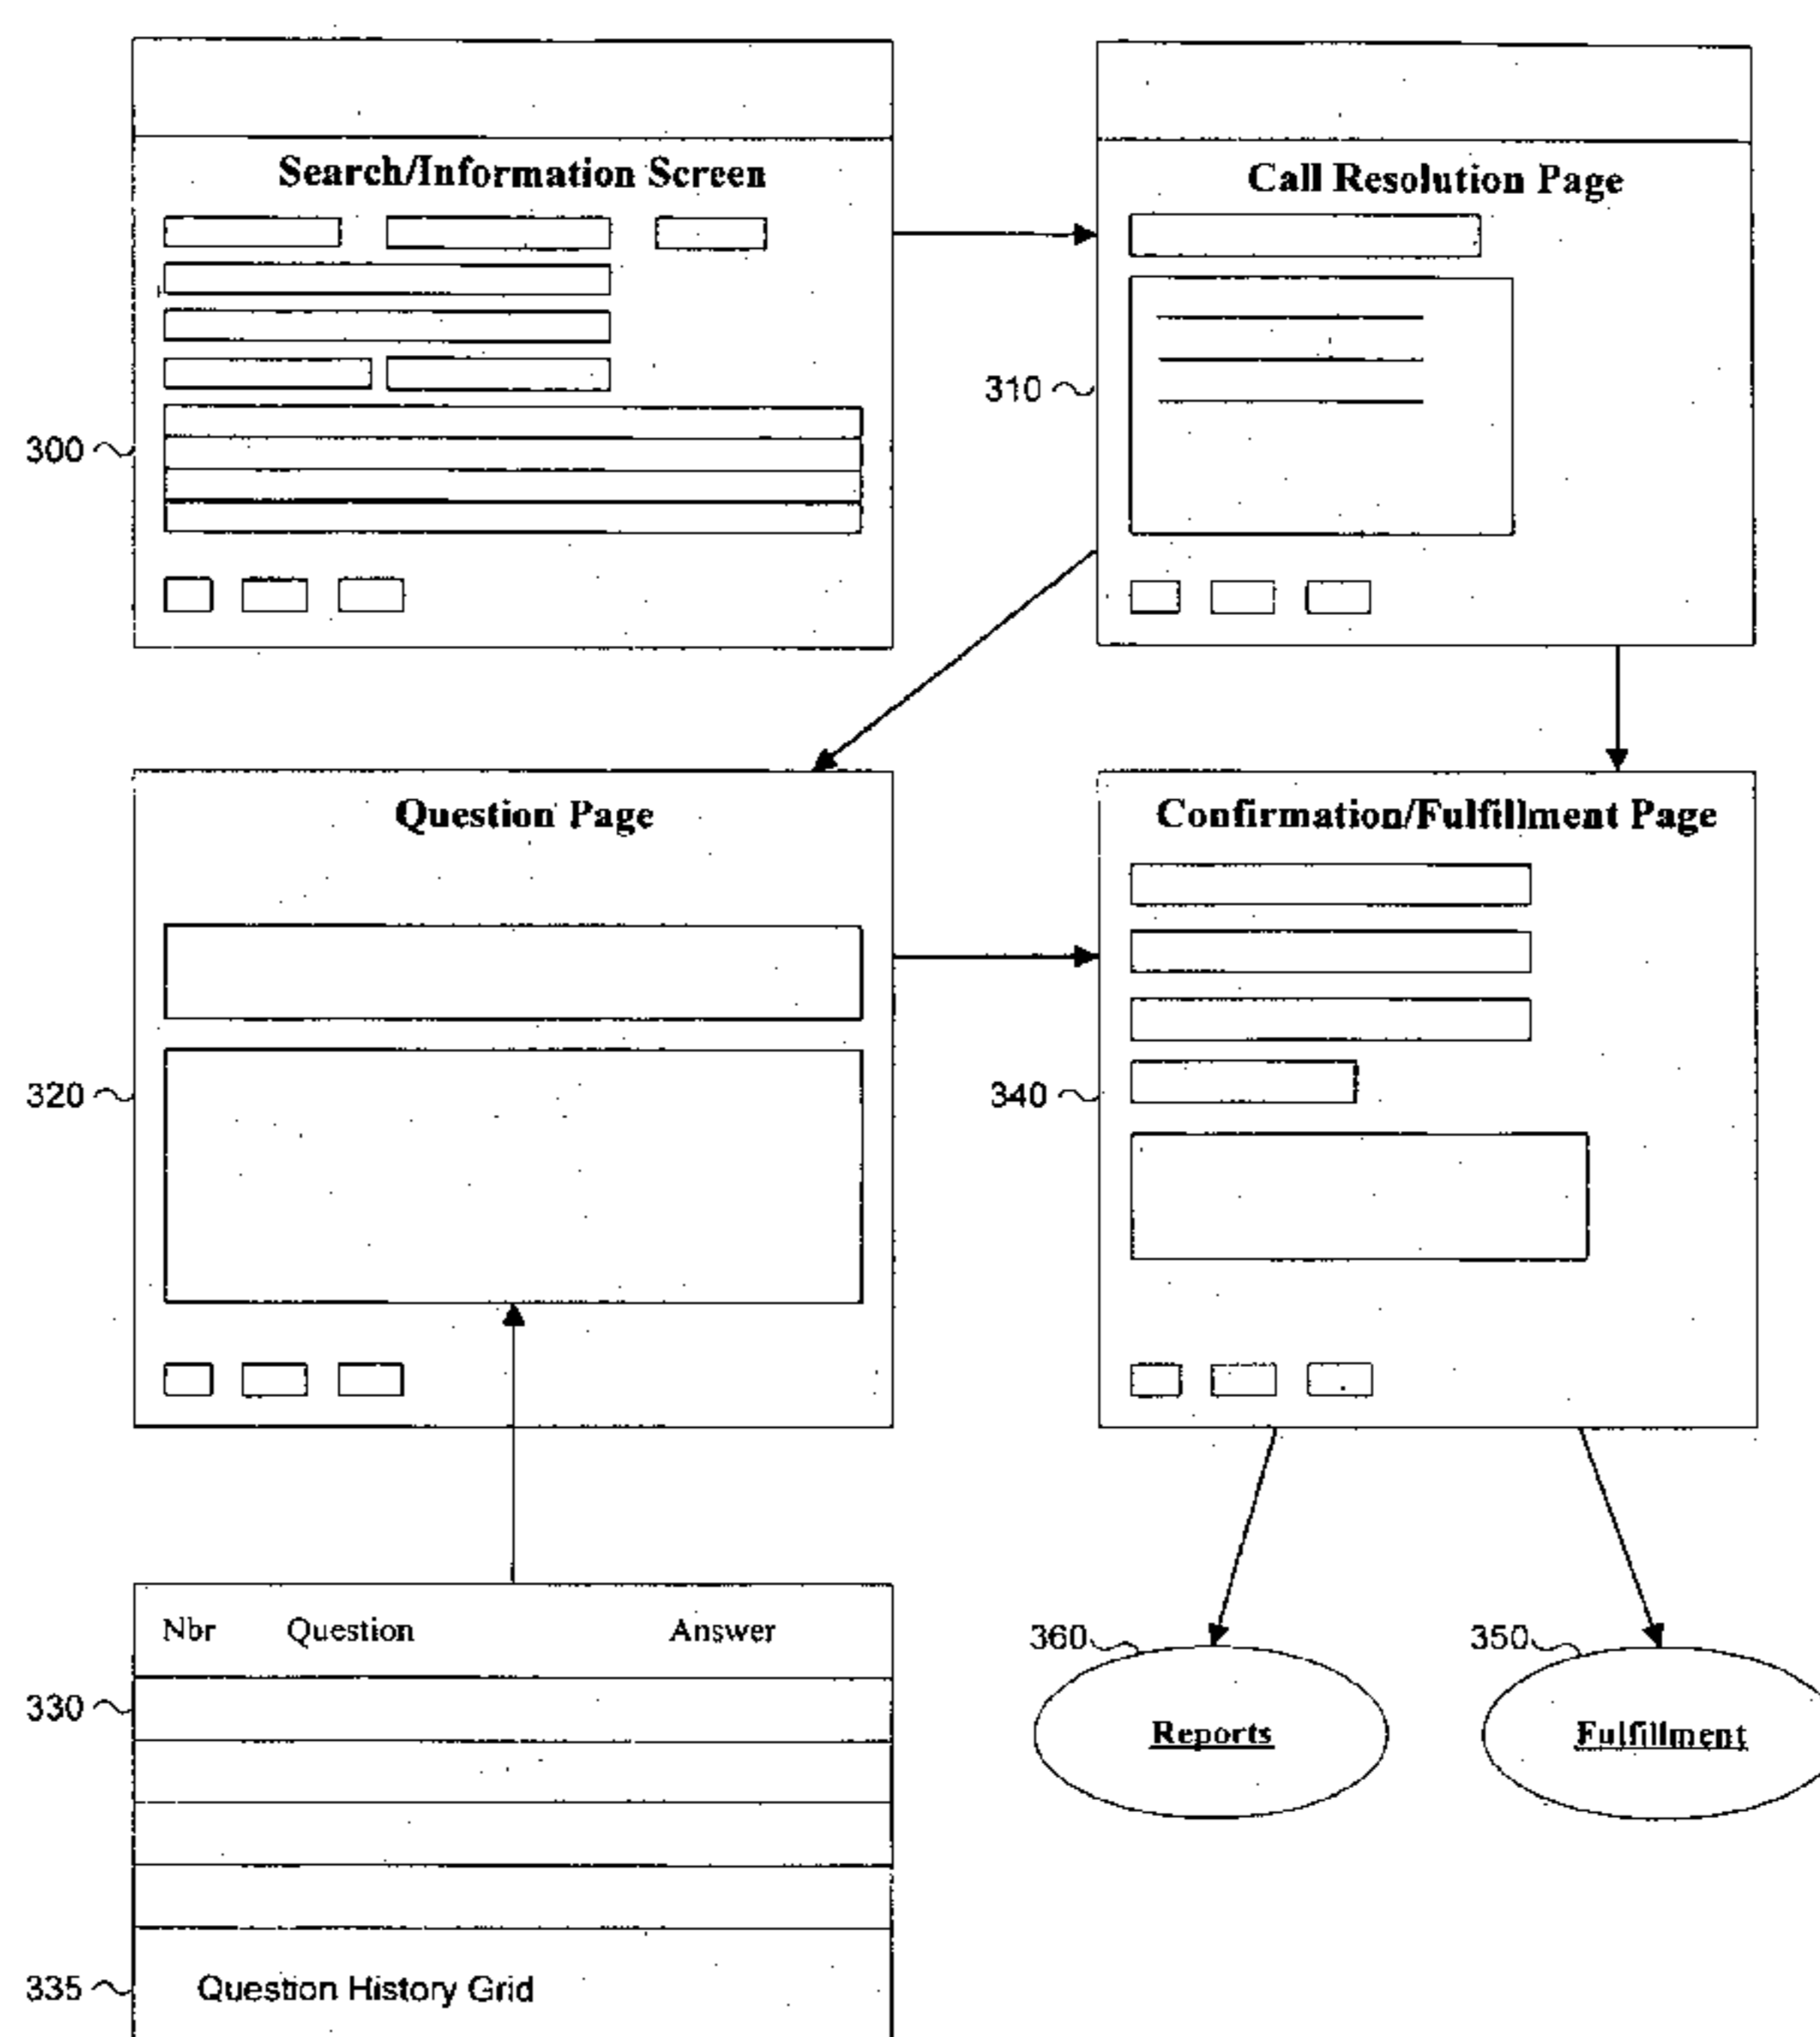 Search/Information Screen
Call Resolution Page
310
300
Question Page
Confirmation/Fulfillment Page
320
340
Nbr Question Answer
360
350
330
Reports
Fulfillment
335
Question History Grid